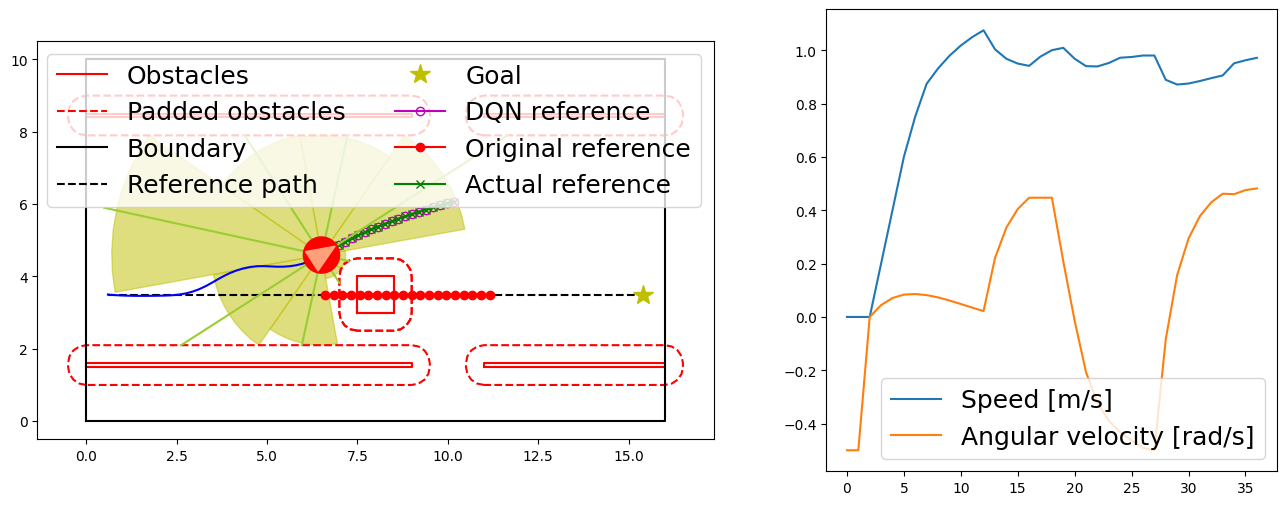 10
8
6
4
2
0
0.0 2.5 5.0 7.5 10.0 12.5 15.0
Obstacles
Padded obstacles
Boundary
Reference path
Goal
DQN reference
Original reference
Actual reference
1.0
0.8
0.6
0.4
0.2
0.0
−0.2
−0.4
0 5 10 15 20 25 30 35
Speed [m/s]
Angular velocity [rad/s]